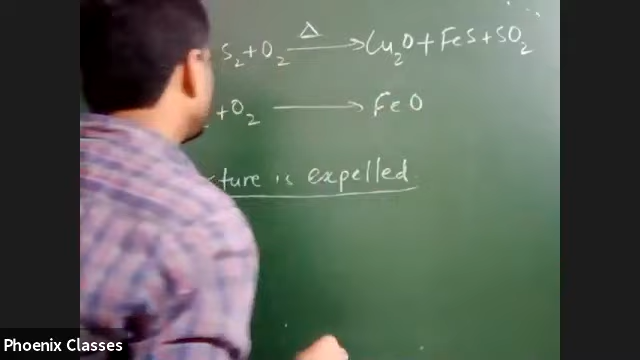 S₂+O₂ —Δ→ Cu₂O+FeS+SO₂
+O₂ ⟶ FeO
ture is expelled
Phoenix Classes